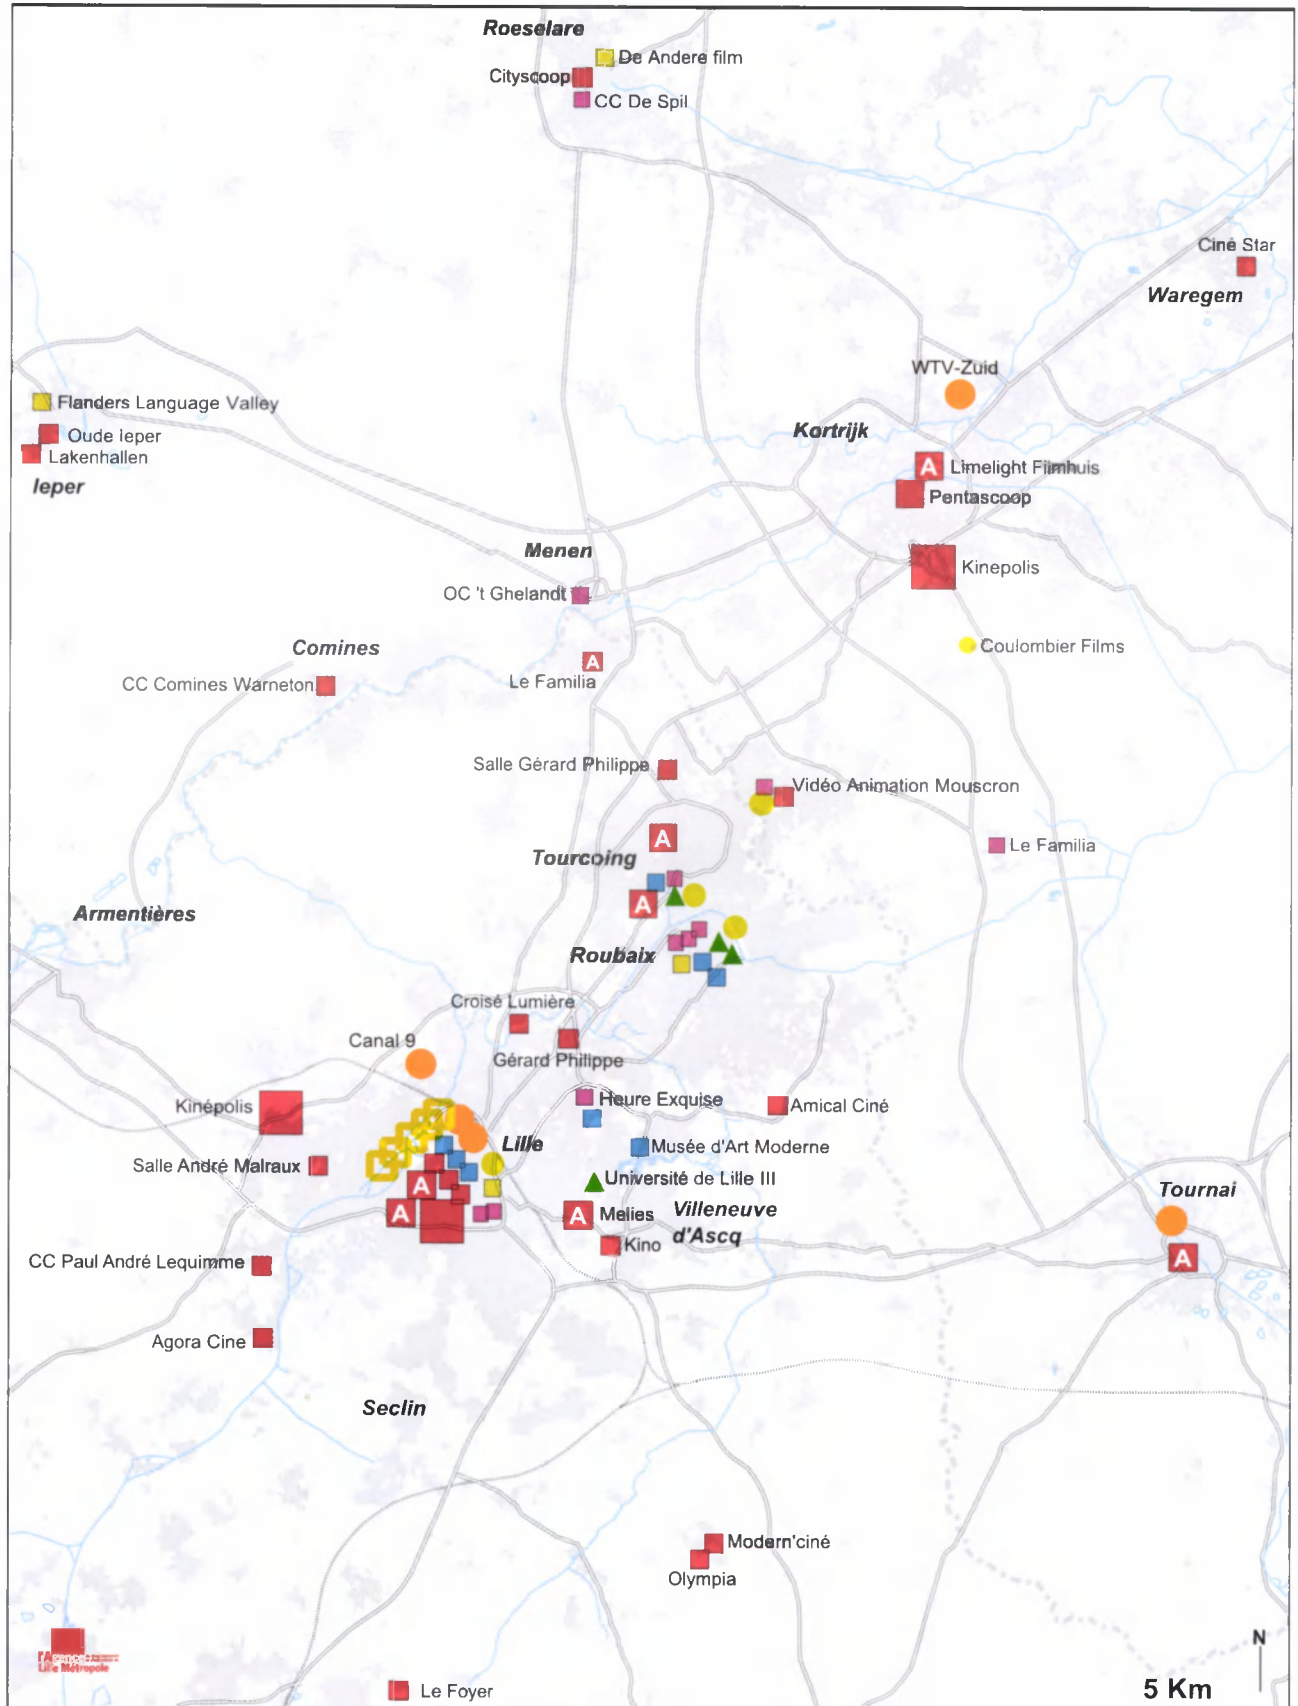 Roeselare
De Andere film
Cityscoop
CC De Spil
Ciné Star
Waregem
WTV-Zuid
Flanders Language Valley
Oude Ieper
Lakenhallen
Ieper
Kortrijk
A Limelight Filmhuis
Pentascoop
Kinepolis
Menen
OC 't Ghelandt
Coulombier Films
Comines
CC Comines Warneton
A
Le Familia
Salle Gérard Philippe
Vidéo Animation Mouscron
A
Le Familia
Tourcoing
A
Armentières
Roubaix
Croisé Lumière
Canal 9
Gérard Philippe
Kinépolis
Heure Exquise
Amical Ciné
Lille
Musée d'Art Moderne
Salle André Malraux
Université de Lille III
A
A
A Melies
Villeneuve
d'Ascq
Kino
Tournai
A
CC Paul André Lequimme
Agora Cine
Seclin
Modern'ciné
Olympia
l'Agence
Lille Métropole
Le Foyer
N
5 Km